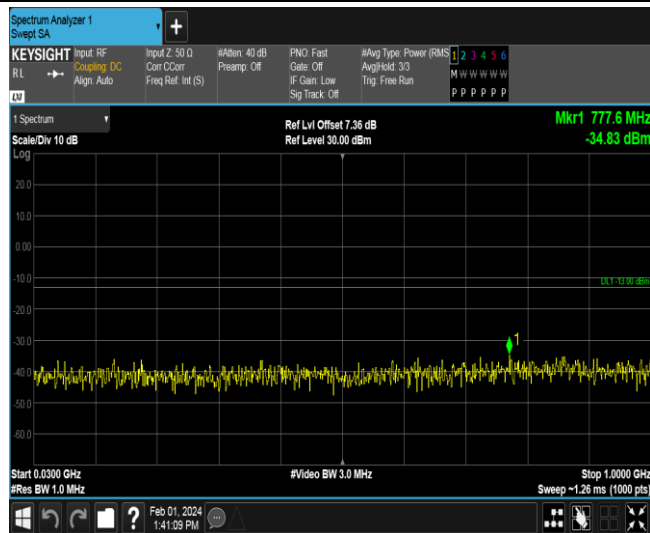 Spectrum Analyzer 1
Swept SA
+
KEYSIGHT
RL
LXI
Input: RF
Coupling: DC
Align: Auto
Input Z: 50 Ω
Corr CCorr
Freq Ref: Int (S)
#Atten: 40 dB
Preamp: Off
PNO: Fast
Gate: Off
IF Gain: Low
Sig Track: Off
#Avg Type: Power (RMS
Avg|Hold: 3/3
Trig: Free Run
1 2 3 4 5 6
M W W W W W
P P P P P P
1 Spectrum
Scale/Div 10 dB
Log
Ref Lvl Offset 7.36 dB
Ref Level 30.00 dBm
Mkr1 777.6 MHz
-34.83 dBm
20.0
10.0
0.00
-10.0
DL1 -13.00 dBm
-20.0
-30.0
1
-40.0
-50.0
-60.0
Start 0.0300 GHz
#Video BW 3.0 MHz
Stop 1.0000 GHz
#Res BW 1.0 MHz
Sweep ~1.26 ms (1000 pts)
?
Feb 01, 2024
1:41:09 PM